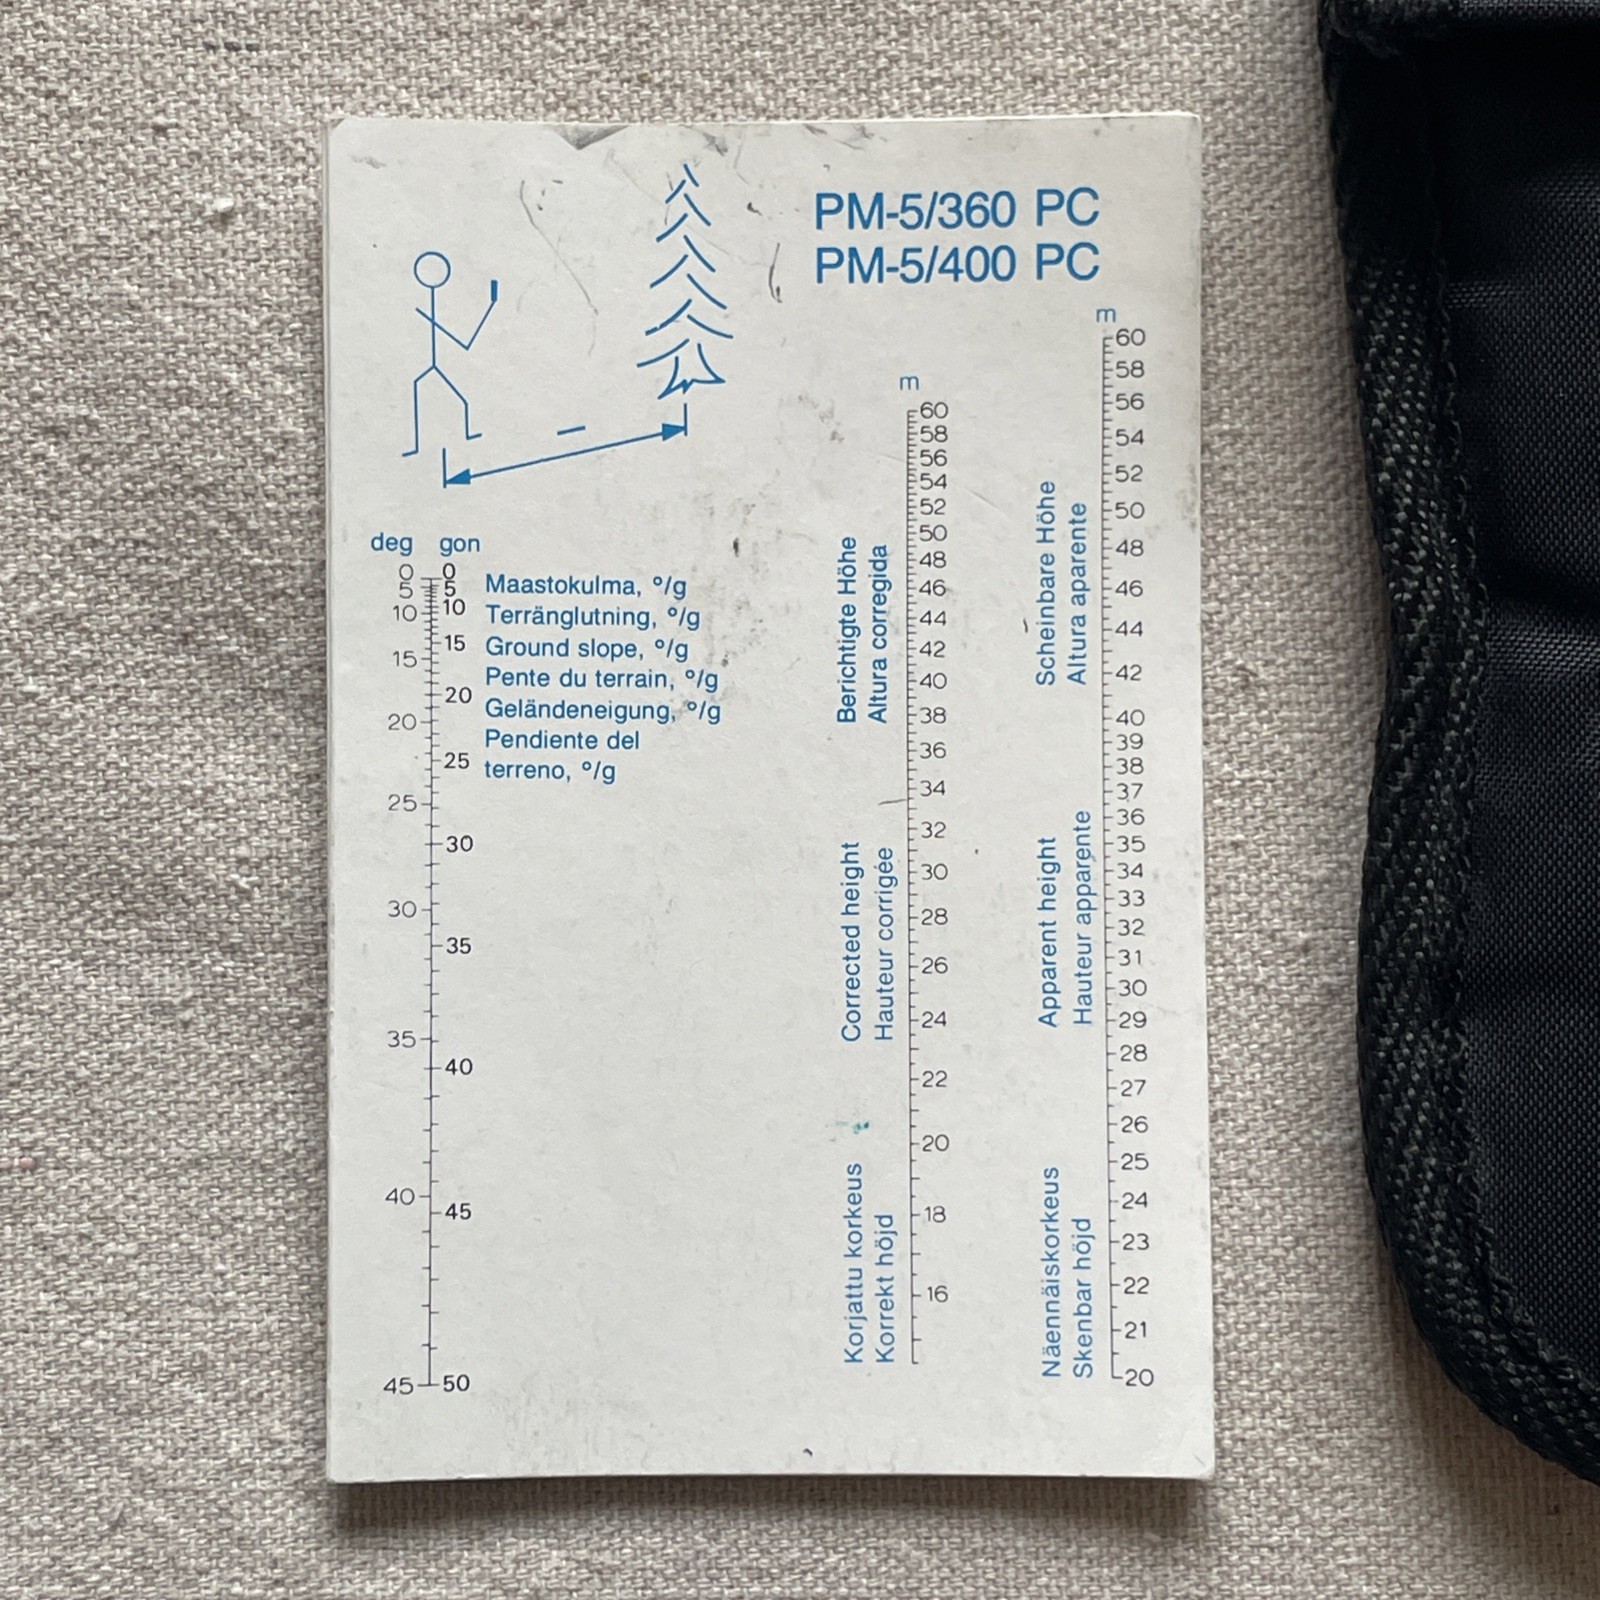 PM-5/360 PC
PM-5/400 PC
deg gon
0 0
5 5
10 10
15 15
20 20
25 25
30 30
35 35
40 40
45 45
50
Maastokulma, °/g
Terränglutning, °/g
Ground slope, °/g
Pente du terrain, °/g
Geländeneigung, °/g
Pendiente del
terreno, °/g
Berichtigte Höhe
Altura corregida
Corrected height
Hauteur corrigée
Korjattu korkeus
Korrekt höjd
m
60
58
56
54
52
50
48
46
44
42
40
38
36
34
32
30
28
26
24
22
20
18
16
Scheinbare Höhe
Altura aparente
Apparent height
Hauteur apparente
Näennäiskorkeus
Skenbar höjd
m
60
58
56
54
52
50
48
46
44
42
40
39
38
37
36
35
34
33
32
31
30
29
28
27
26
25
24
23
22
21
20